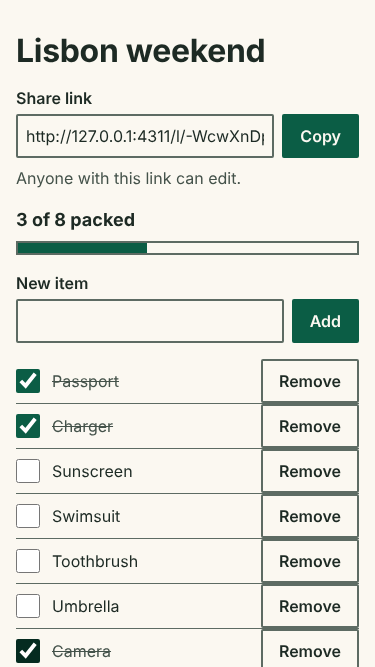 Lisbon weekend
Share link
http://127.0.0.1:4311/l/-WcwXnD
Copy
Anyone with this link can edit.
3 of 8 packed
New item
Add
Passport Remove
Charger Remove
Sunscreen Remove
Swimsuit Remove
Toothbrush Remove
Umbrella Remove
Camera Remove